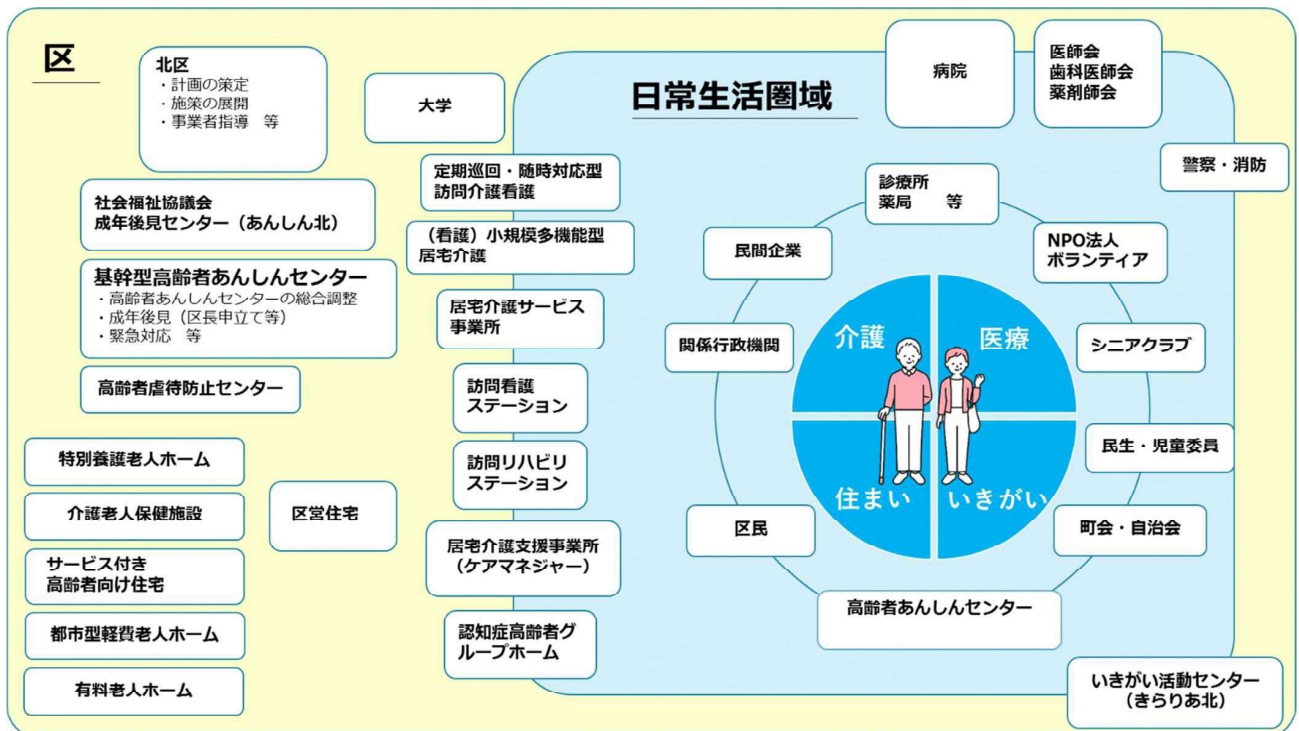 区
北区
・計画の策定
・施策の展開
・事業者指導　等
大学
日常生活圏域
病院
医師会
歯科医師会
薬剤師会
警察・消防
社会福祉協議会
成年後見センター（あんしん北）
基幹型高齢者あんしんセンター
・高齢者あんしんセンターの総合調整
・成年後見（区長申立て等）
・緊急対応　等
高齢者虐待防止センター
特別養護老人ホーム
介護老人保健施設
サービス付き
高齢者向け住宅
都市型軽費老人ホーム
有料老人ホーム
区営住宅
定期巡回・随時対応型
訪問介護看護
（看護）小規模多機能型
居宅介護
居宅介護サービス
事業所
訪問看護
ステーション
訪問リハビリ
ステーション
居宅介護支援事業所
（ケアマネジャー）
認知症高齢者グ
ループホーム
診療所
薬局　　等
民間企業
NPO法人
ボランティア
関係行政機関
シニアクラブ
民生・児童委員
区民
町会・自治会
高齢者あんしんセンター
介護
医療
住まい
いきがい
いきがい活動センター
（きらりあ北）